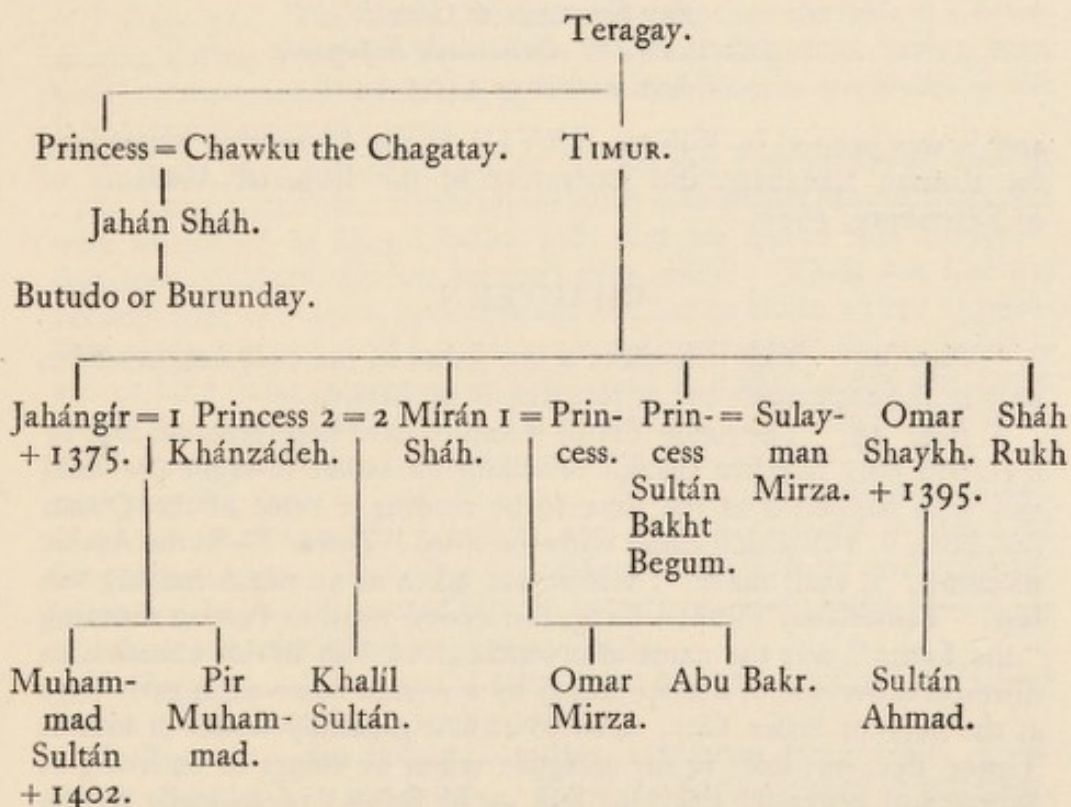 Teragay.
Princess = Chawku the Chagatay. TIMUR.
Jahán Sháh.
Butudo or Burunday.
Jahángír = 1 Princess 2 = 2 Mírán 1 = Prin- Prin- = Sulay- Omar Sháh
+ 1375. Khánzádeh. Sháh. cess. cess man Shaykh. Rukh
Sultán Mirza. + 1395.
Bakht
Begum.
Muham- Pir Khalil Omar Abu Bakr. Sultán
mad Muham- Sultán. Mirza. Ahmad.
Sultán mad.
+ 1402.